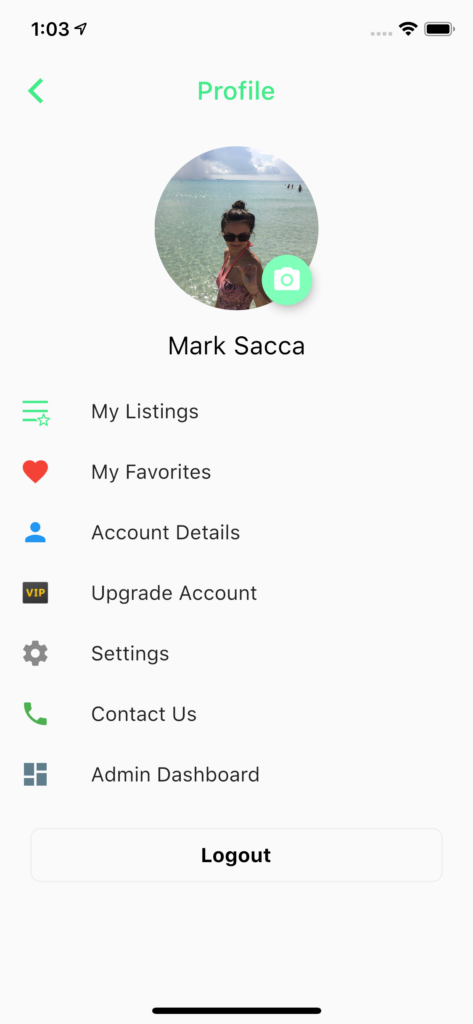 1:03
Profile
Mark Sacca
My Listings
My Favorites
Account Details
VIP
Upgrade Account
Settings
Contact Us
Admin Dashboard
Logout